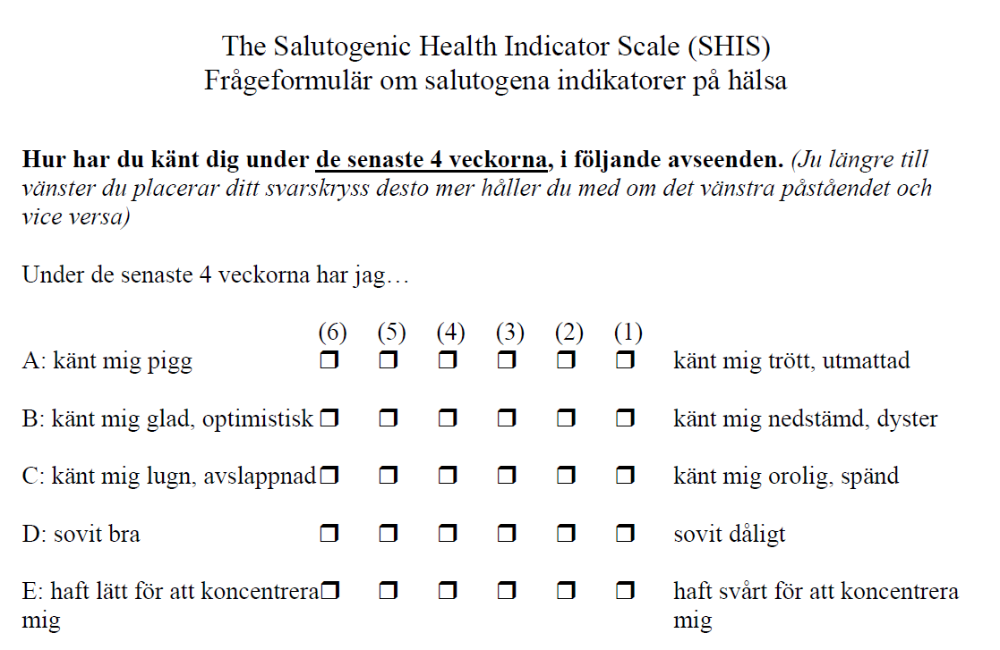 The Salutogenic Health Indicator Scale (SHIS)
Frågeformulär om salutogena indikatorer på hälsa
Hur har du känt dig under de senaste 4 veckorna, i följande avseenden. (Ju längre till
vänster du placerar ditt svarskryss desto mer håller du med om det vänstra påståendet och
vice versa)
Under de senaste 4 veckorna har jag…
(6) (5) (4) (3) (2) (1)
A: känt mig pigg ❒ ❒ ❒ ❒ ❒ ❒ känt mig trött, utmattad
B: känt mig glad, optimistisk ❒ ❒ ❒ ❒ ❒ ❒ känt mig nedstämd, dyster
C: känt mig lugn, avslappnad ❒ ❒ ❒ ❒ ❒ ❒ känt mig orolig, spänd
D: sovit bra ❒ ❒ ❒ ❒ ❒ ❒ sovit dåligt
E: haft lätt för att koncentrera ❒ ❒ ❒ ❒ ❒ ❒ haft svårt för att koncentrera
mig mig